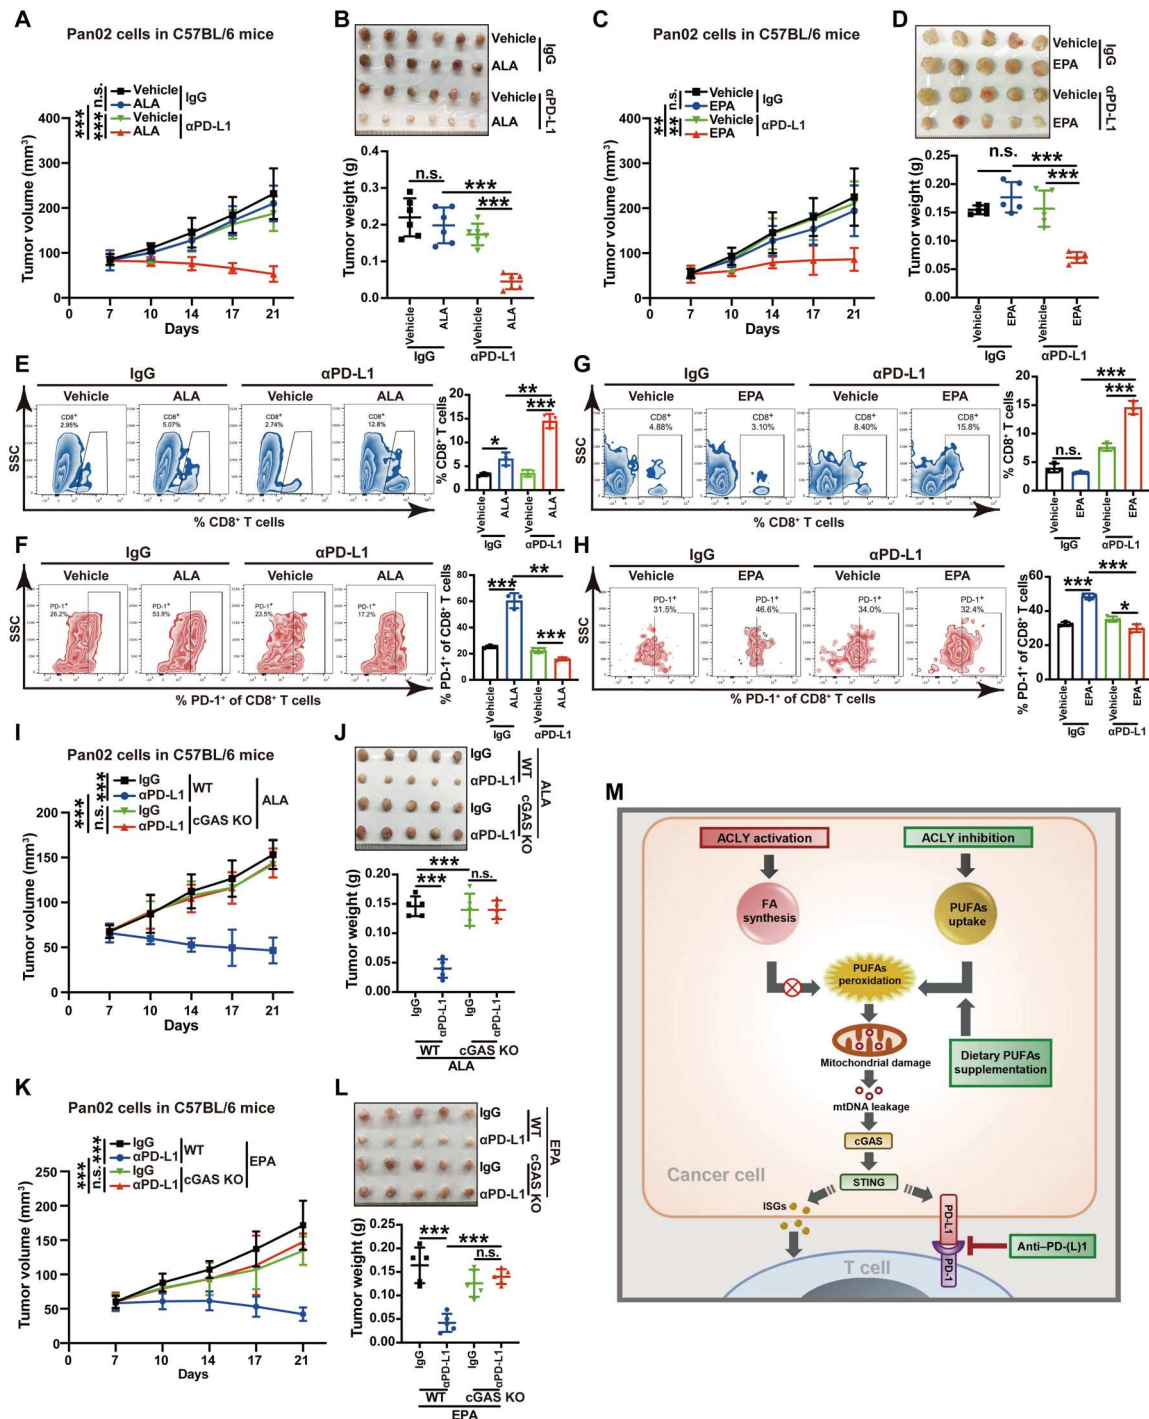 A
Pan02 cells in C57BL/6 mice
*** *** n.s.
Vehicle
ALA
IgG
Vehicle
ALA
αPD-L1
Tumor volume (mm³)
400
300
200
100
0
0 7 10 14 17 21
Days
B
Vehicle
ALA
IgG
Vehicle
ALA
αPD-L1
Tumor weight (g)
0.4
0.3
0.2
0.1
0.0
n.s.
***
***
Vehicle ALA Vehicle ALA
IgG αPD-L1
C
Pan02 cells in C57BL/6 mice
** ** n.s.
Vehicle
EPA
IgG
Vehicle
EPA
αPD-L1
Tumor volume (mm³)
400
300
200
100
0
0 7 10 14 17 21
Days
D
Vehicle
EPA
IgG
Vehicle
EPA
αPD-L1
Tumor weight (g)
0.25
0.20
0.15
0.10
0.05
0.00
n.s.
***
***
Vehicle EPA Vehicle EPA
IgG αPD-L1
E
IgG αPD-L1
Vehicle ALA Vehicle ALA
SSC
CD8⁺ 2.95%
CD8⁺ 5.07%
CD8⁺ 2.74%
CD8⁺ 12.8%
% CD8⁺ T cells
% CD8⁺ T cells
20
15
10
5
0
*
**
***
Vehicle ALA Vehicle ALA
IgG αPD-L1
G
IgG αPD-L1
Vehicle EPA Vehicle EPA
SSC
CD8⁺ 4.88%
CD8⁺ 3.10%
CD8⁺ 8.40%
CD8⁺ 15.8%
% CD8⁺ T cells
% CD8⁺ T cells
20
15
10
5
0
n.s.
***
***
Vehicle EPA Vehicle EPA
IgG αPD-L1
F
IgG αPD-L1
Vehicle ALA Vehicle ALA
SSC
PD-1⁺ 26.2%
PD-1⁺ 53.9%
PD-1⁺ 23.5%
PD-1⁺ 17.2%
% PD-1⁺ of CD8⁺ T cells
% PD-1⁺ of CD8⁺ T cells
80
60
40
20
0
***
**
***
Vehicle ALA Vehicle ALA
IgG αPD-L1
H
IgG αPD-L1
Vehicle EPA Vehicle EPA
SSC
PD-1⁺ 31.5%
PD-1⁺ 46.6%
PD-1⁺ 34.0%
PD-1⁺ 32.4%
% PD-1⁺ of CD8⁺ T cells
% PD-1⁺ of CD8⁺ T cells
60
40
20
0
***
***
*
Vehicle EPA Vehicle EPA
IgG αPD-L1
I
Pan02 cells in C57BL/6 mice
*** n.s. ***
IgG
αPD-L1
WT
IgG
αPD-L1
cGAS KO
ALA
Tumor volume (mm³)
200
150
100
50
0
0 7 10 14 17 21
Days
J
IgG
αPD-L1
WT
IgG
αPD-L1
cGAS KO
ALA
Tumor weight (g)
0.20
0.15
0.10
0.05
0.00
***
***
n.s.
IgG αPD-L1 IgG αPD-L1
WT cGAS KO
ALA
K
Pan02 cells in C57BL/6 mice
*** n.s. ***
IgG
αPD-L1
WT
IgG
αPD-L1
cGAS KO
EPA
Tumor volume (mm³)
250
200
150
100
50
0
0 7 10 14 17 21
Days
L
IgG
αPD-L1
WT
IgG
αPD-L1
cGAS KO
EPA
Tumor weight (g)
0.25
0.20
0.15
0.10
0.05
0.00
***
***
n.s.
IgG αPD-L1 IgG αPD-L1
WT cGAS KO
EPA
M
ACLY activation
ACLY inhibition
FA
synthesis
PUFAs
uptake
PUFAs
peroxidation
Mitochondrial damage
Dietary PUFAs
supplementation
mtDNA leakage
cGAS
STING
Cancer cell
ISGs
PD-L1
PD-1
Anti–PD-(L)1
T cell